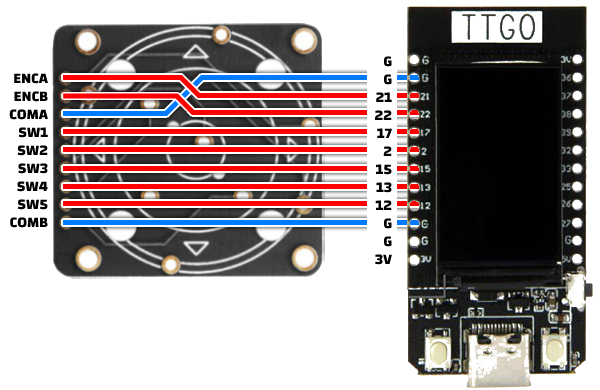 TTGO
G
ENCA G G 36
ENCB 21 21 37
COMA 22 22 38
SW1 17 17 39
SW2 2 2 32
SW3 15 15 33
SW4 13 13 25
SW5 12 12 26
COMB G G 27
G G G
3V 3V 5V